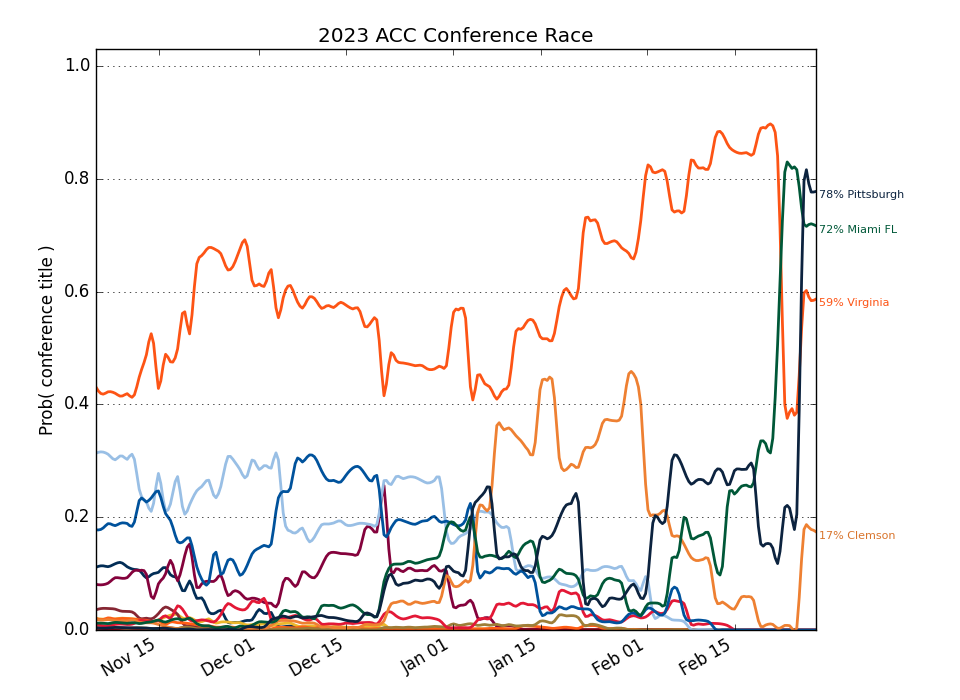 2023 ACC Conference Race
Prob( conference title )
1.0
0.8
0.6
0.4
0.2
0.0
78% Pittsburgh
72% Miami FL
59% Virginia
17% Clemson
Nov 15
Dec 01
Dec 15
Jan 01
Jan 15
Feb 01
Feb 15